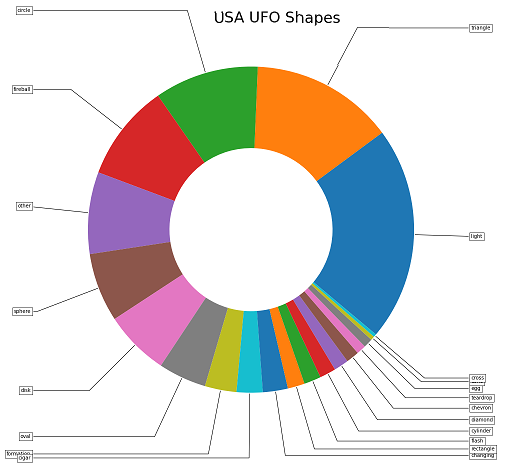 USA UFO Shapes
circle
triangle
fireball
other
light
sphere
disk
oval
formation
cigar
cross
egg
teardrop
chevron
diamond
cylinder
flash
rectangle
changing